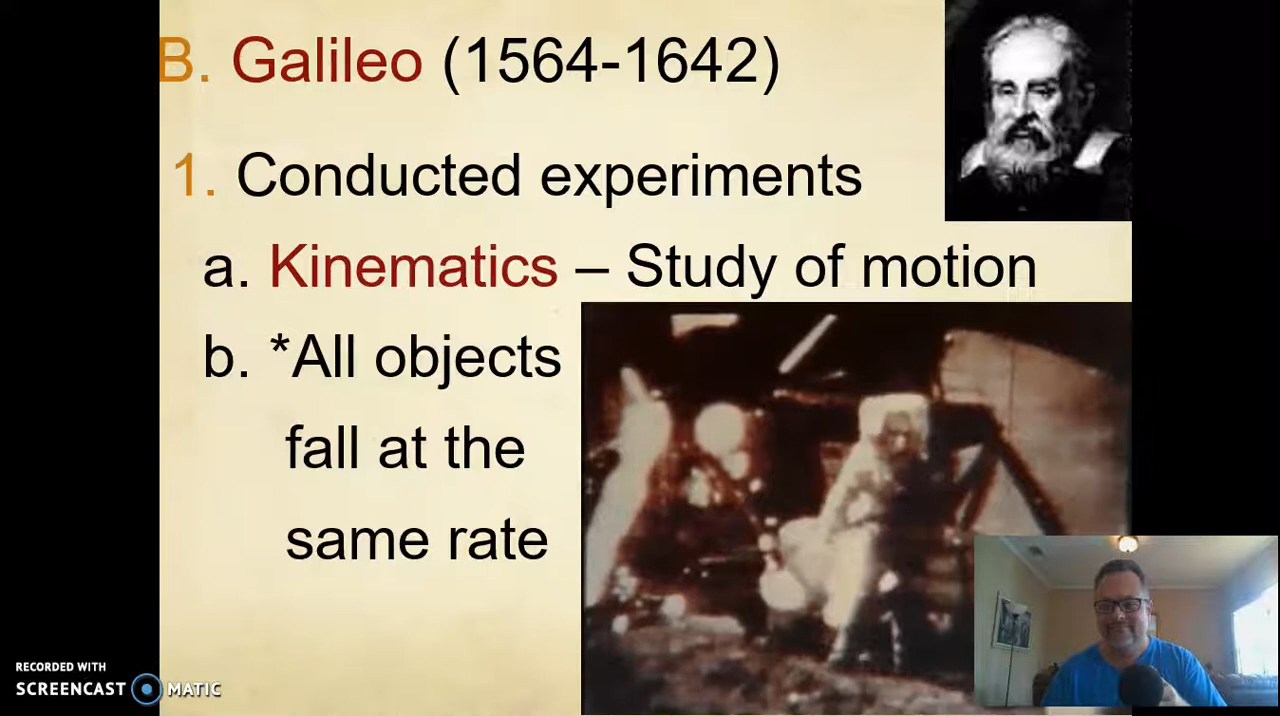 B. Galileo (1564-1642)
1. Conducted experiments
a. Kinematics – Study of motion
b. *All objects
fall at the
same rate
RECORDED WITH
SCREENCAST MATIC